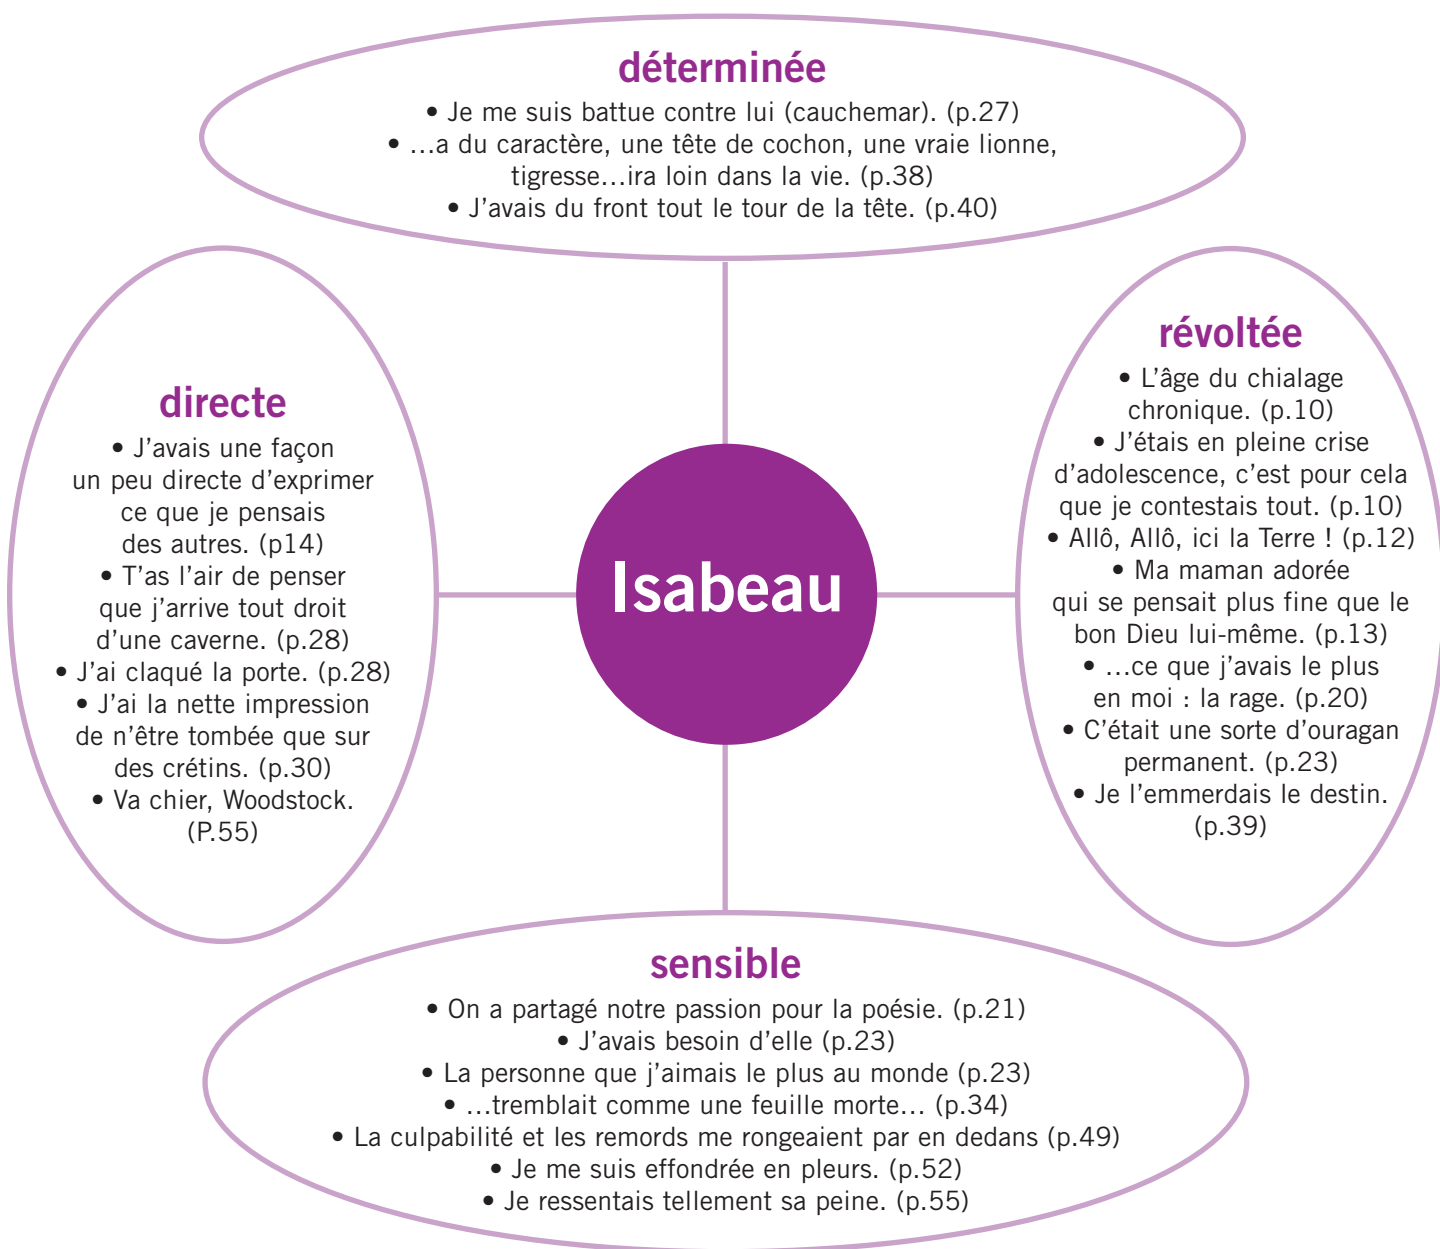 déterminée
• Je me suis battue contre lui (cauchemar). (p.27)
• …a du caractère, une tête de cochon, une vraie lionne,
tigresse…ira loin dans la vie. (p.38)
• J’avais du front tout le tour de la tête. (p.40)
directe
• J’avais une façon
un peu directe d’exprimer
ce que je pensais
des autres. (p14)
• T’as l’air de penser
que j’arrive tout droit
d’une caverne. (p.28)
• J’ai claqué la porte. (p.28)
• J’ai la nette impression
de n’être tombée que sur
des crétins. (p.30)
• Va chier, Woodstock.
(P.55)
Isabeau
révoltée
• L’âge du chialage
chronique. (p.10)
• J’étais en pleine crise
d’adolescence, c’est pour cela
que je contestais tout. (p.10)
• Allô, Allô, ici la Terre ! (p.12)
• Ma maman adorée
qui se pensait plus fine que le
bon Dieu lui-même. (p.13)
• …ce que j’avais le plus
en moi : la rage. (p.20)
• C’était une sorte d’ouragan
permanent. (p.23)
• Je l’emmerdais le destin.
(p.39)
sensible
• On a partagé notre passion pour la poésie. (p.21)
• J’avais besoin d’elle (p.23)
• La personne que j’aimais le plus au monde (p.23)
• …tremblait comme une feuille morte… (p.34)
• La culpabilité et les remords me rongeaient par en dedans (p.49)
• Je me suis effondrée en pleurs. (p.52)
• Je ressentais tellement sa peine. (p.55)